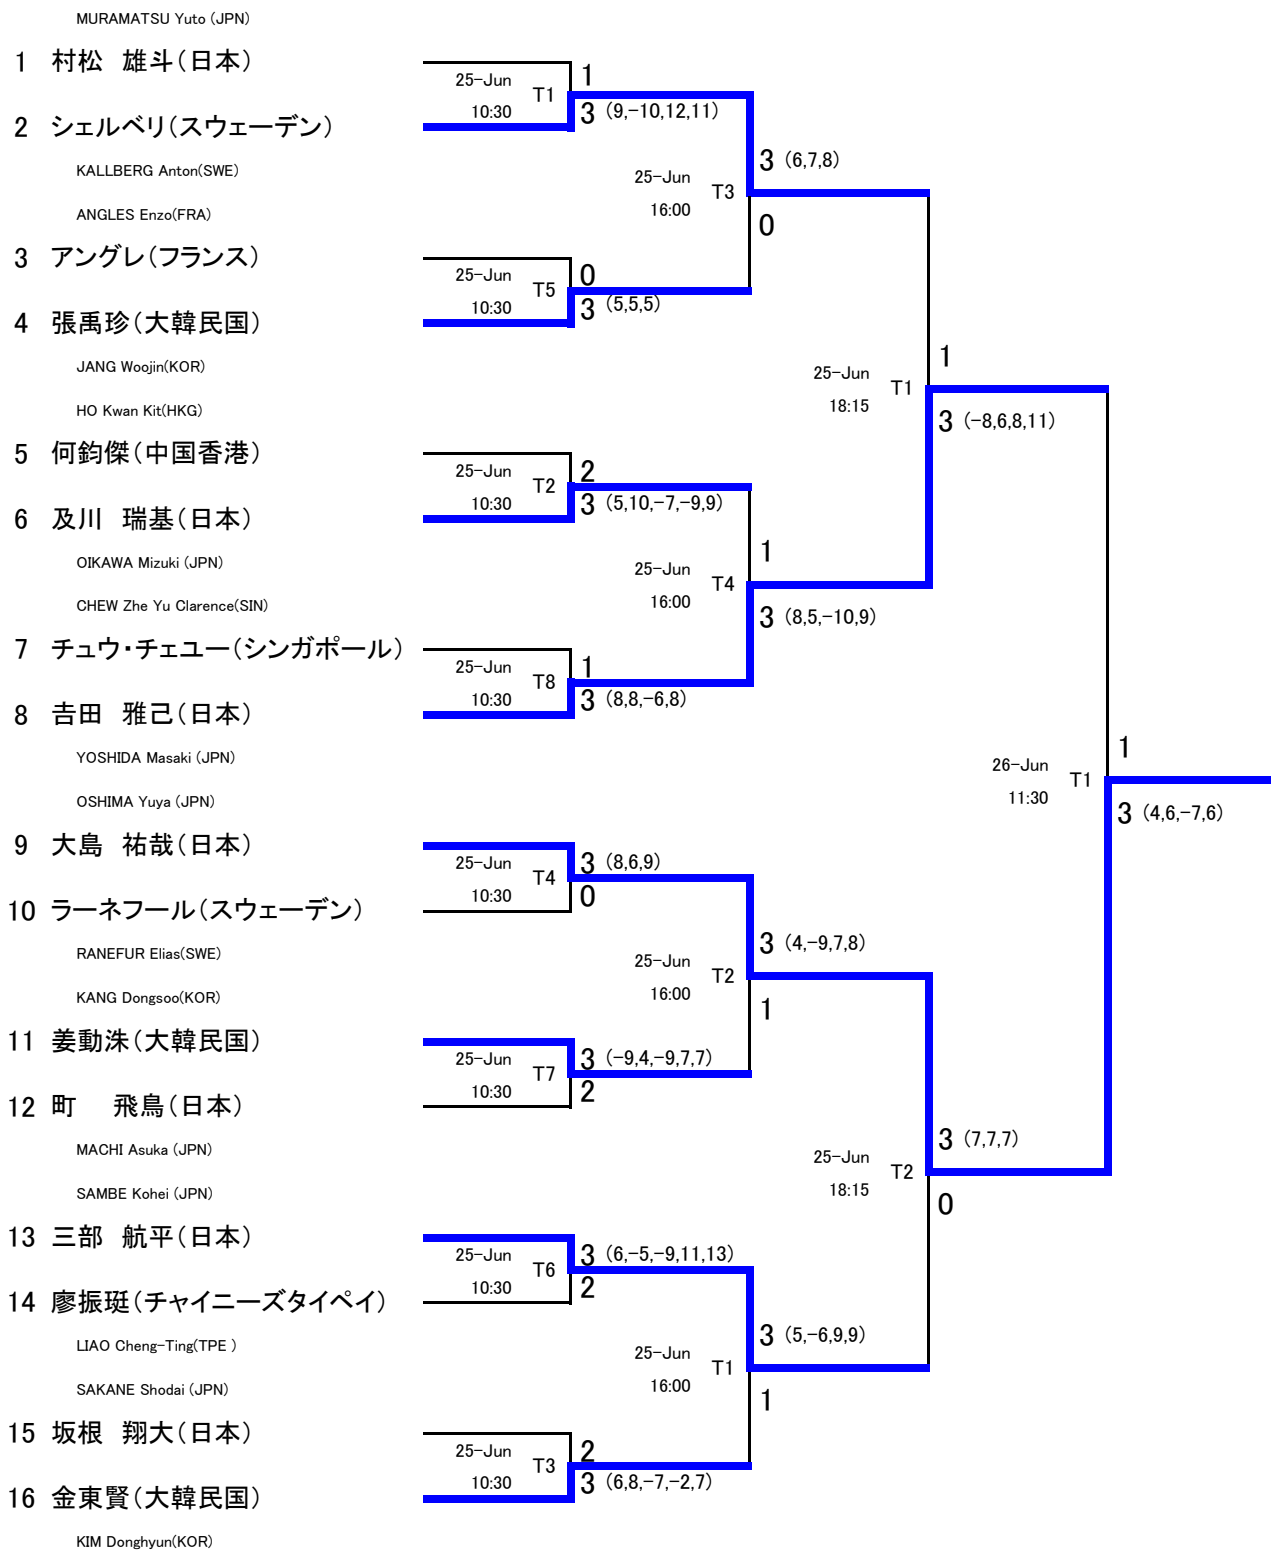 MURAMATSU Yuto (JPN)
1 村松 雄斗(日本)
25-Jun T1 1
10:30 3 (9,-10,12,11)
2 シェルベリ(スウェーデン)
KALLBERG Anton(SWE)
3 (6,7,8)
25-Jun T3
16:00 0
ANGLES Enzo(FRA)
3 アングレ(フランス)
25-Jun T5 0
10:30 3 (5,5,5)
4 張禹珍(大韓民国)
JANG Woojin(KOR)
25-Jun T1 1
18:15 3 (-8,6,8,11)
HO Kwan Kit(HKG)
5 何鈞傑(中国香港)
25-Jun T2 2
10:30 3 (5,10,-7,-9,9)
6 及川 瑞基(日本)
OIKAWA Mizuki (JPN)
25-Jun T4 1
16:00 3 (8,5,-10,9)
CHEW Zhe Yu Clarence(SIN)
7 チュウ・チェユー(シンガポール)
25-Jun T8 1
10:30 3 (8,8,-6,8)
8 吉田 雅己(日本)
YOSHIDA Masaki (JPN)
26-Jun T1 1
11:30 3 (4,6,-7,6)
OSHIMA Yuya (JPN)
9 大島 祐哉(日本)
25-Jun T4 3 (8,6,9)
10:30 0
10 ラーネフール(スウェーデン)
RANEFUR Elias(SWE)
3 (4,-9,7,8)
25-Jun T2
16:00 1
KANG Dongsoo(KOR)
11 姜動洙(大韓民国)
25-Jun T7 3 (-9,4,-9,7,7)
10:30 2
12 町 飛鳥(日本)
MACHI Asuka (JPN)
3 (7,7,7)
25-Jun T2
18:15 0
SAMBE Kohei (JPN)
13 三部 航平(日本)
25-Jun T6 3 (6,-5,-9,11,13)
10:30 2
14 廖振珽(チャイニーズタイペイ)
LIAO Cheng-Ting(TPE )
3 (5,-6,9,9)
25-Jun T1
16:00 1
SAKANE Shodai (JPN)
15 坂根 翔大(日本)
25-Jun T3 2
10:30 3 (6,8,-7,-2,7)
16 金東賢(大韓民国)
KIM Donghyun(KOR)